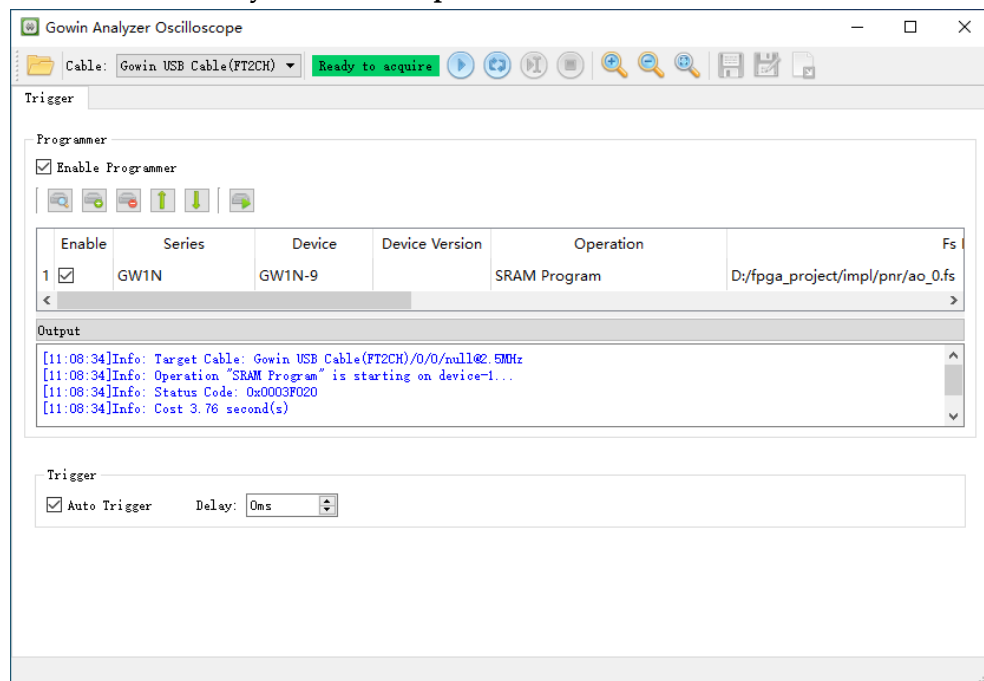 Gowin Analyzer Oscilloscope
Cable: Gowin USB Cable(FT2CH) Ready to acquire
Trigger
Programmer
Enable Programmer
Enable Series Device Device Version Operation Fs
1 GW1N GW1N-9 SRAM Program D:/fpga_project/impl/pnr/ao_0.fs
Output
[11:08:34]Info: Target Cable: Gowin USB Cable(FT2CH)/0/0/null@2.5MHz
[11:08:34]Info: Operation "SRAM Program" is starting on device-1...
[11:08:34]Info: Status Code: 0x0003F020
[11:08:34]Info: Cost 3.76 second(s)
Trigger
Auto Trigger Delay: 0ms